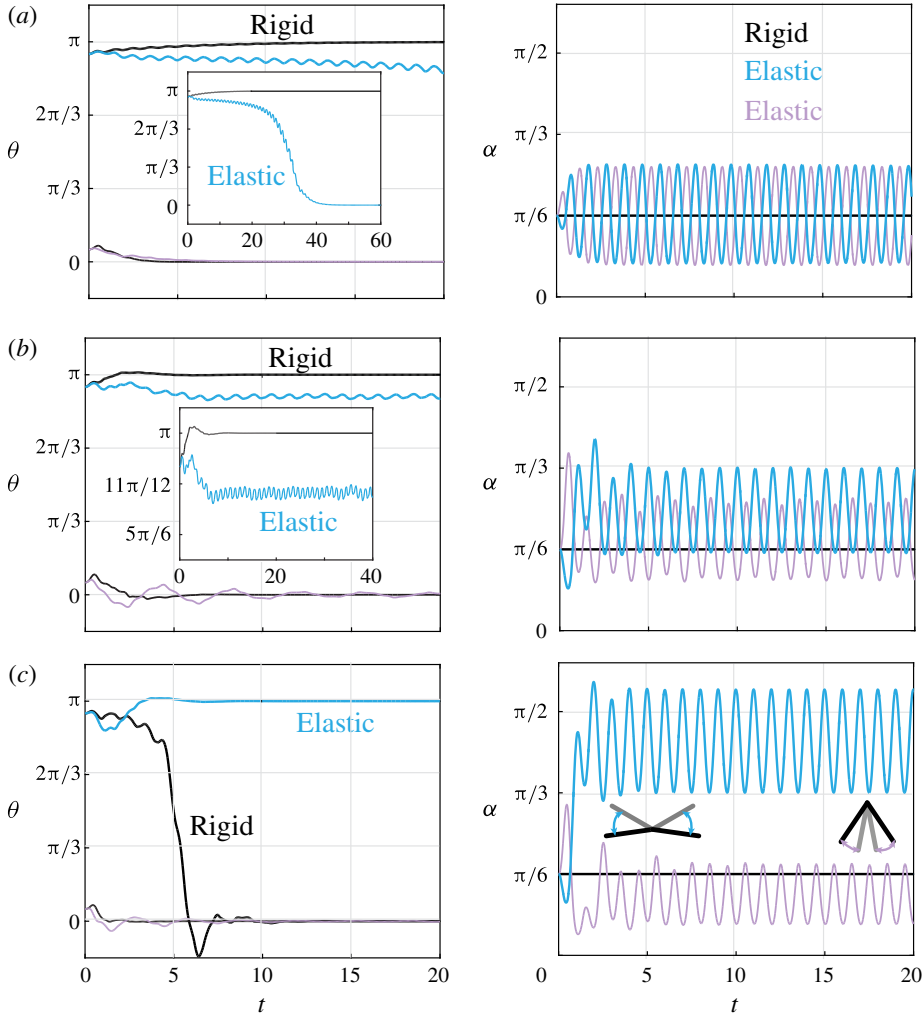 (a)
π
2π/3
θ
π/3
0
Rigid
π
2π/3
π/3
0
Elastic
0 20 40 60
π/2
π/3
α
π/6
0
Rigid
Elastic
Elastic
(b)
π
2π/3
θ
π/3
0
Rigid
π
11π/12
5π/6
Elastic
0 20 40
π/2
π/3
α
π/6
0
(c)
π
2π/3
θ
π/3
0
Elastic
Rigid
0 5 10 15 20
t
π/2
π/3
α
π/6
0 5 10 15 20
t